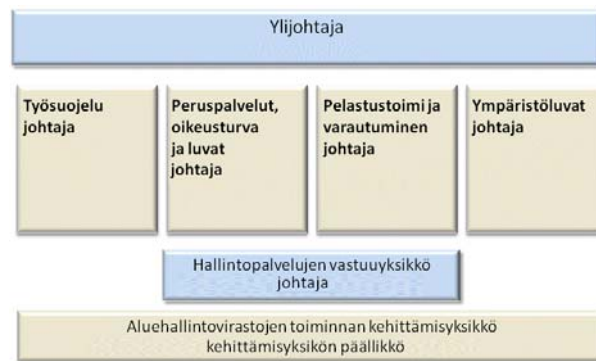 Ylijohtaja
Työsuojelu
johtaja
Peruspalvelut,
oikeusturva
ja luvat
johtaja
Pelastustoimi ja
varautuminen
johtaja
Ympäristöluvat
johtaja
Hallintopalvelujen vastuuyksikkö
johtaja
Aluehallintovirastojen toiminnan kehittämisyksikkö
kehittämisyksikön päällikkö